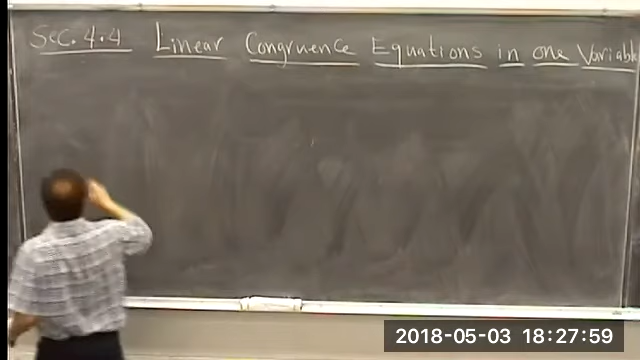 Sec. 4.4 Linear Congruence Equations in one Variable
2018-05-03 18:27:59